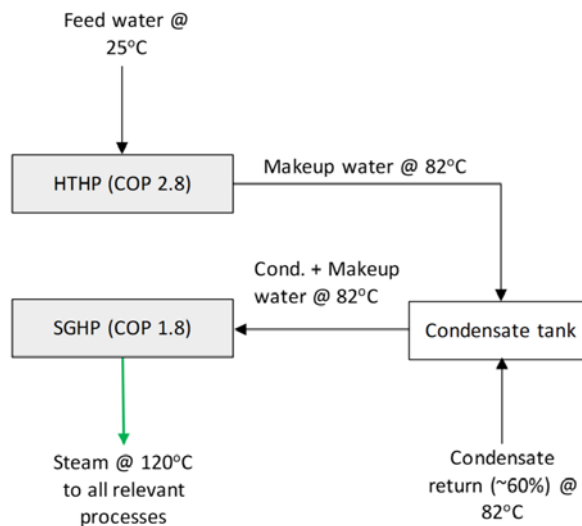 Feed water @
25°C
HTHP (COP 2.8)
Makeup water @ 82°C
Cond. + Makeup
water @ 82°C
SGHP (COP 1.8)
Condensate tank
Steam @ 120°C
to all relevant
processes
Condensate
return (~60%) @
82°C